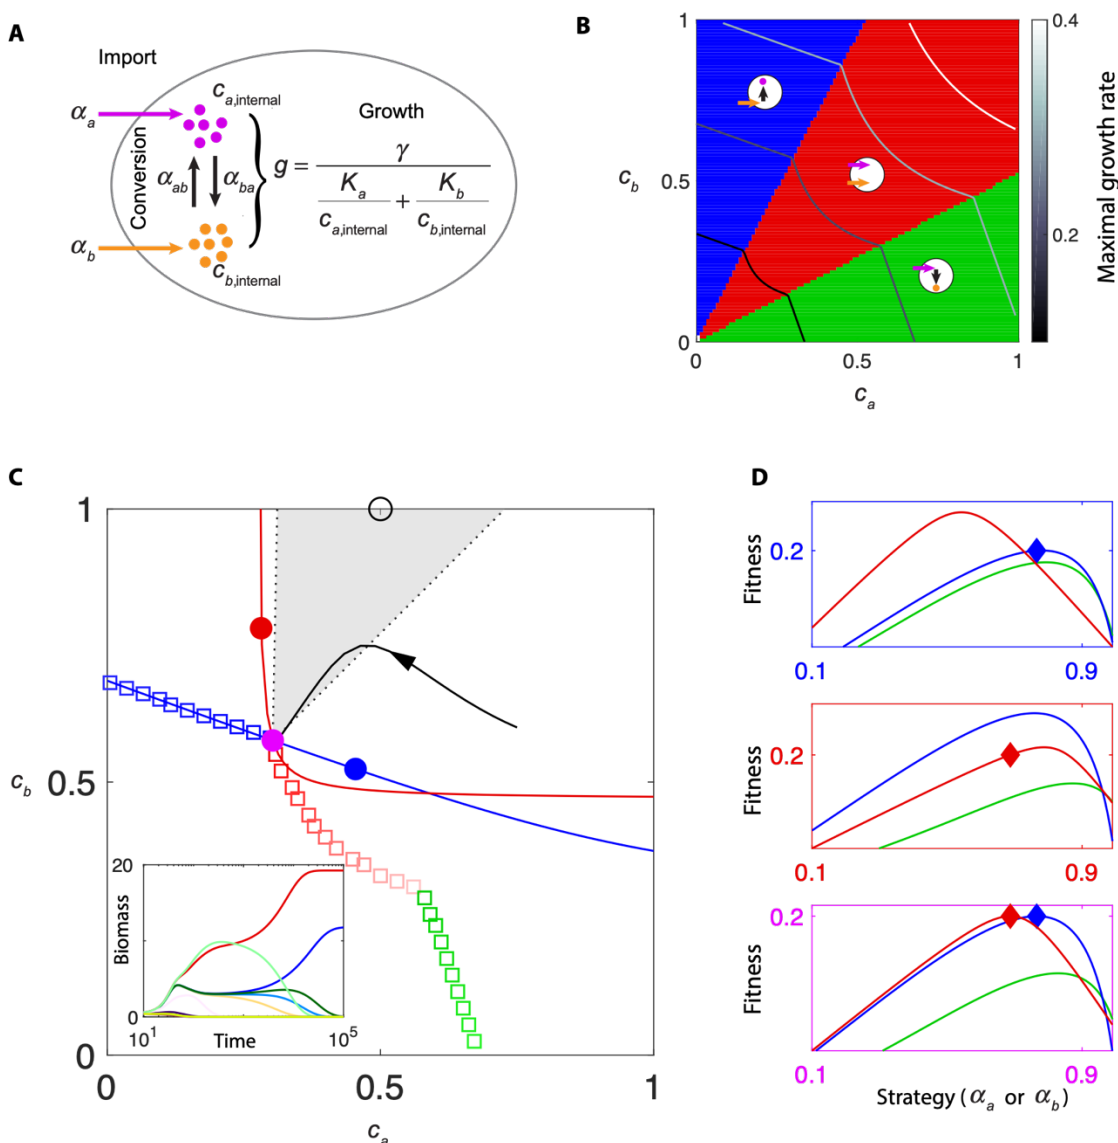 A
Import
α_a
c_a,internal
Conversion
α_ab
α_ba
α_b
c_b,internal
Growth
g = γ / (K_a / c_a,internal + K_b / c_b,internal)
B
1
c_b
0.5
0
0
0.5
1
c_a
0.4
0.2
Maximal growth rate
C
1
c_b
0.5
0
0
0.5
1
c_a
20
Biomass
0
10^1
Time
10^5
D
Fitness
0.2
0.1
0.9
Fitness
0.2
0.1
0.9
Fitness
0.2
0.1
0.9
Strategy (α_a or α_b)